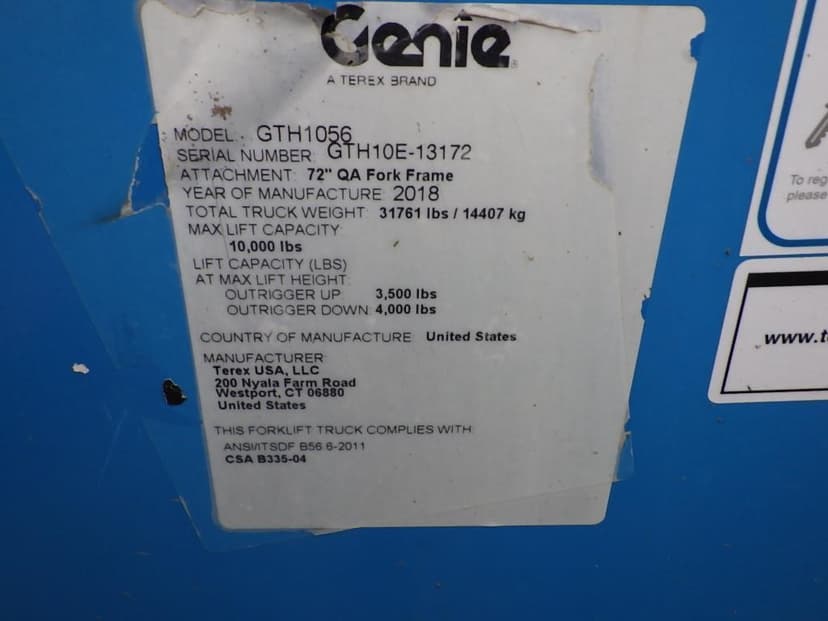 Genie
A TEREX BRAND
MODEL: GTH1056
SERIAL NUMBER: GTH10E-13172
ATTACHMENT: 72" QA Fork Frame
YEAR OF MANUFACTURE: 2018
TOTAL TRUCK WEIGHT: 31761 lbs / 14407 kg
MAX LIFT CAPACITY:
10,000 lbs
LIFT CAPACITY (LBS)
AT MAX LIFT HEIGHT:
OUTRIGGER UP: 3,500 lbs
OUTRIGGER DOWN: 4,000 lbs
COUNTRY OF MANUFACTURE: United States
MANUFACTURER:
Terex USA, LLC
200 Nyala Farm Road
Westport, CT 06880
United States
THIS FORKLIFT TRUCK COMPLIES WITH:
ANSI/ITSDF B56.6-2011
CSA B335-04
To reg
please
www.t